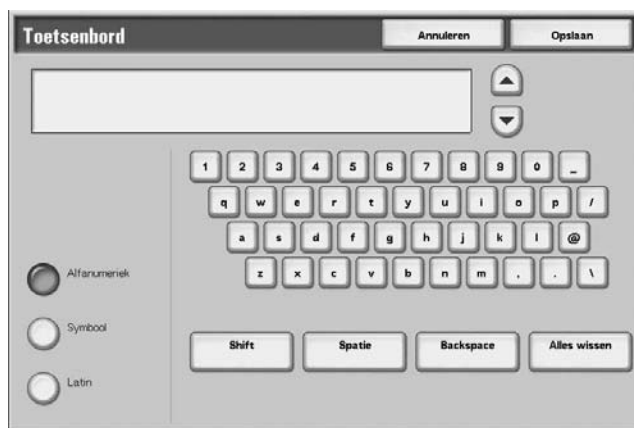 Toetsenbord Annuleren Opslaan
1 2 3 4 5 6 7 8 9 0 _
q w e r t y u i o p /
a s d f g h j k l @
z x c v b n m , . \
Alfanumeriek
Symbool
Shift Spatie Backspace Alles wissen
Latin